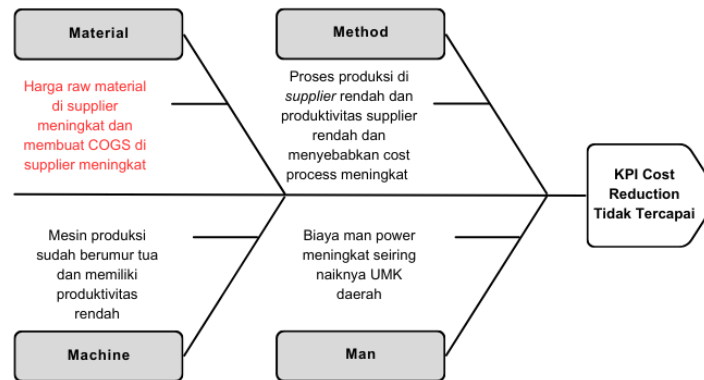 Material
Harga raw material
di supplier
meningkat dan
membuat COGS di
supplier meningkat
Method
Proses produksi di
supplier rendah dan
produktivitas supplier
rendah dan
menyebabkan cost
process meningkat
KPI Cost
Reduction
Tidak Tercapai
Mesin produksi
sudah berumur tua
dan memiliki
produktivitas
rendah
Machine
Biaya man power
meningkat seiring
naiknya UMK
daerah
Man